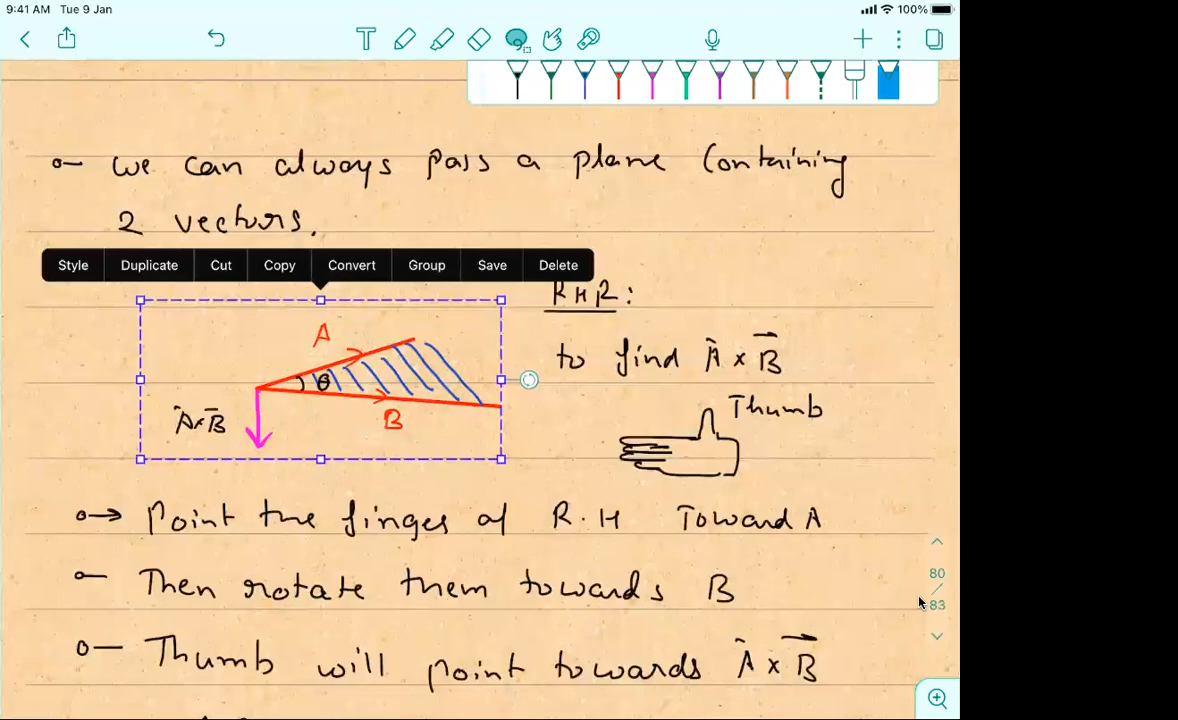 9:41 AM Tue 9 Jan 100%
we can always pass a plane containing
2 vectors.
Style Duplicate Cut Copy Convert Group Save Delete
R H R :
A
to find A x B
θ
Thumb
A x B
B
Point the finges of R.H Toward A
80
/
83
Then rotate them towards B
Thumb will point towards A x B